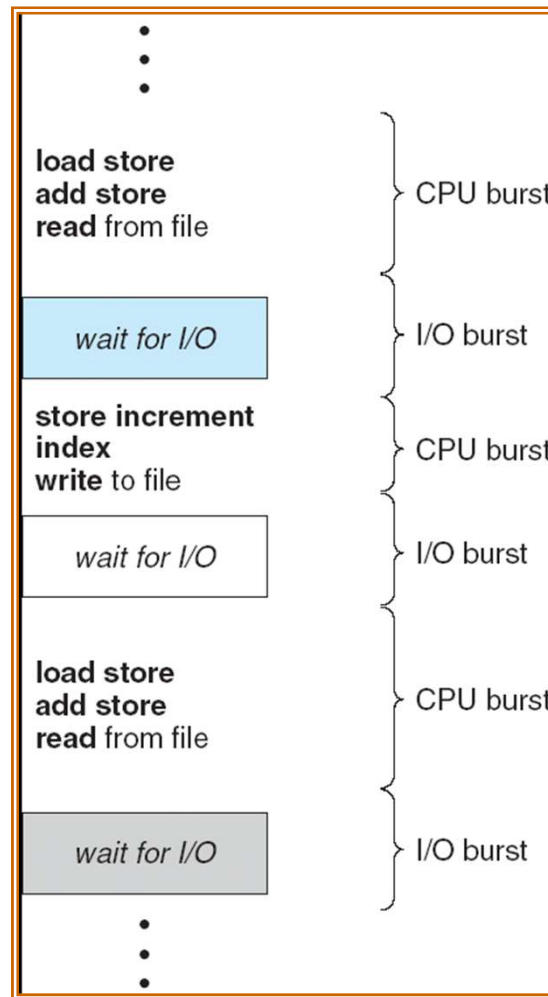 load store
add store
read from file
CPU burst
wait for I/O
I/O burst
store increment
index
write to file
CPU burst
wait for I/O
I/O burst
load store
add store
read from file
CPU burst
wait for I/O
I/O burst